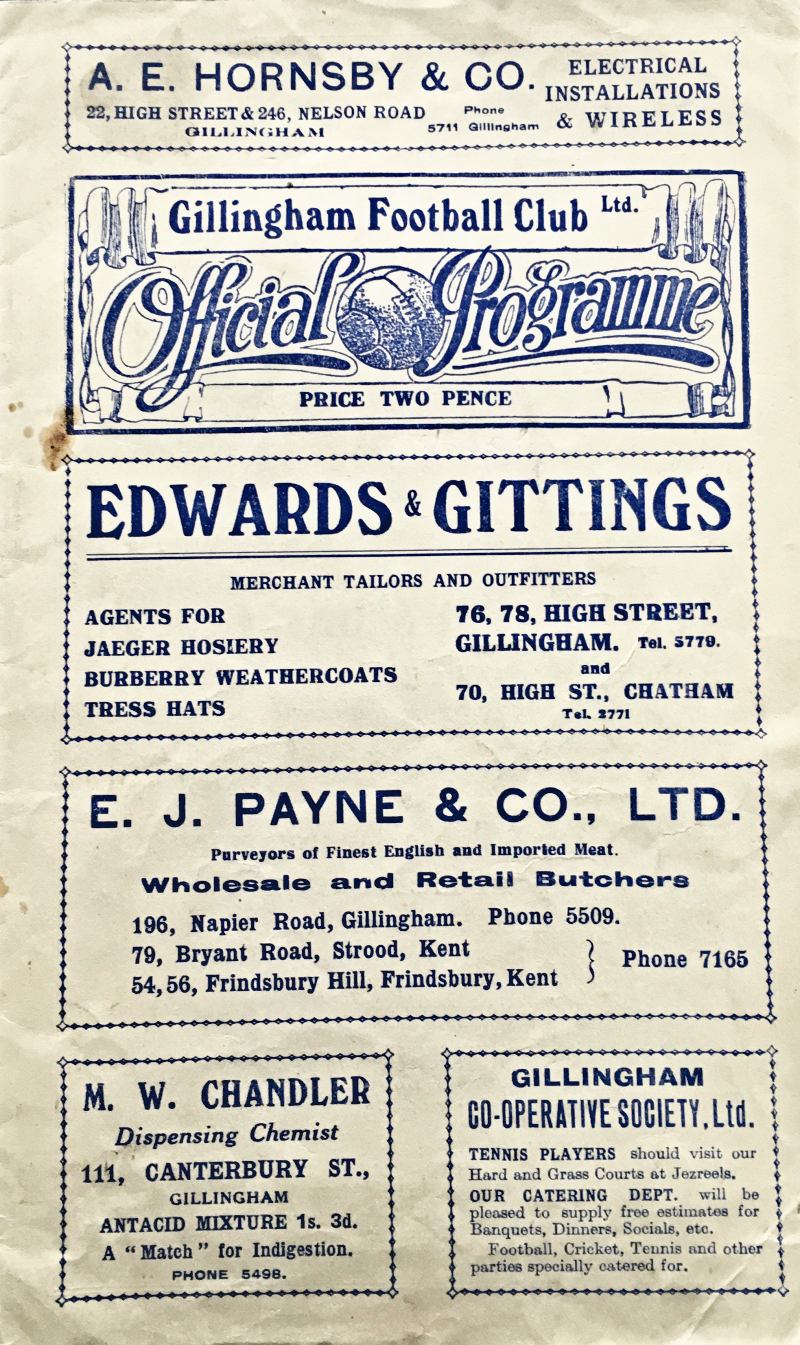 A. E. HORNSBY & CO.
22, HIGH STREET & 246, NELSON ROAD
GILLINGHAM
Phone
5711 Gillingham
ELECTRICAL
INSTALLATIONS
& WIRELESS
Gillingham Football Club Ltd.
Official Programme
PRICE TWO PENCE
EDWARDS & GITTINGS
MERCHANT TAILORS AND OUTFITTERS
AGENTS FOR
JAEGER HOSIERY
BURBERRY WEATHERCOATS
TRESS HATS
76, 78, HIGH STREET,
GILLINGHAM. Tel. 5779.
and
70, HIGH ST., CHATHAM
Tel. 2771
E. J. PAYNE & CO., LTD.
Purveyors of Finest English and Imported Meat.
Wholesale and Retail Butchers
196, Napier Road, Gillingham. Phone 5509.
79, Bryant Road, Strood, Kent
54, 56, Frindsbury Hill, Frindsbury, Kent
Phone 7165
M. W. CHANDLER
Dispensing Chemist
111, CANTERBURY ST.,
GILLINGHAM
ANTACID MIXTURE 1s. 3d.
A "Match" for Indigestion.
PHONE 5498.
GILLINGHAM
CO-OPERATIVE SOCIETY, Ltd.
TENNIS PLAYERS should visit our
Hard and Grass Courts at Jezreels.
OUR CATERING DEPT. will be
pleased to supply free estimates for
Banquets, Dinners, Socials, etc.
Football, Cricket, Tennis and other
parties specially catered for.